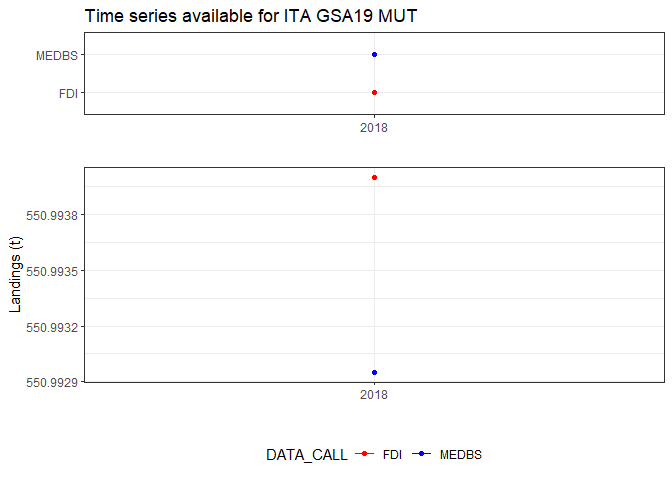 Time series available for ITA GSA19 MUT
MEDBS
FDI
2018
Landings (t)
550.9938
550.9935
550.9932
550.9929
2018
DATA_CALL FDI MEDBS